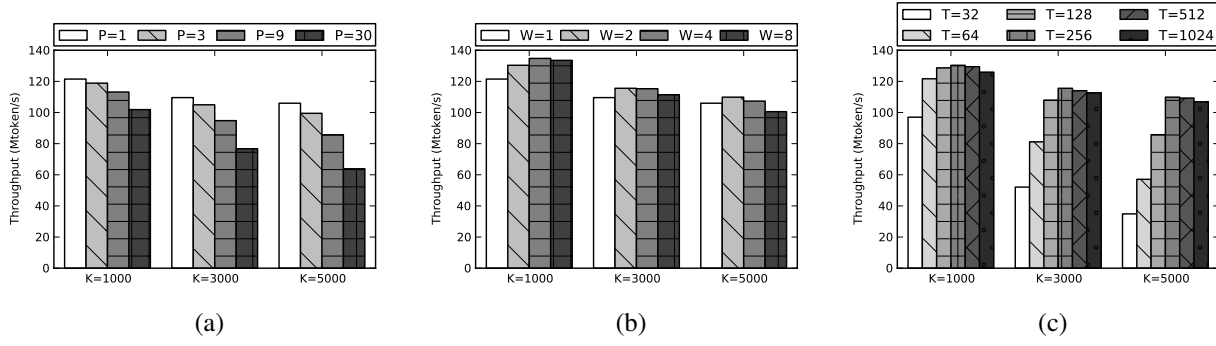 P=1 P=3 P=9 P=30
140
120
100
80
60
40
20
0
Throughput (Mtoken/s)
K=1000 K=3000 K=5000
(a)
W=1 W=2 W=4 W=8
140
120
100
80
60
40
20
0
Throughput (Mtoken/s)
K=1000 K=3000 K=5000
(b)
T=32 T=128 T=512
T=64 T=256 T=1024
140
120
100
80
60
40
20
0
Throughput (Mtoken/s)
K=1000 K=3000 K=5000
(c)